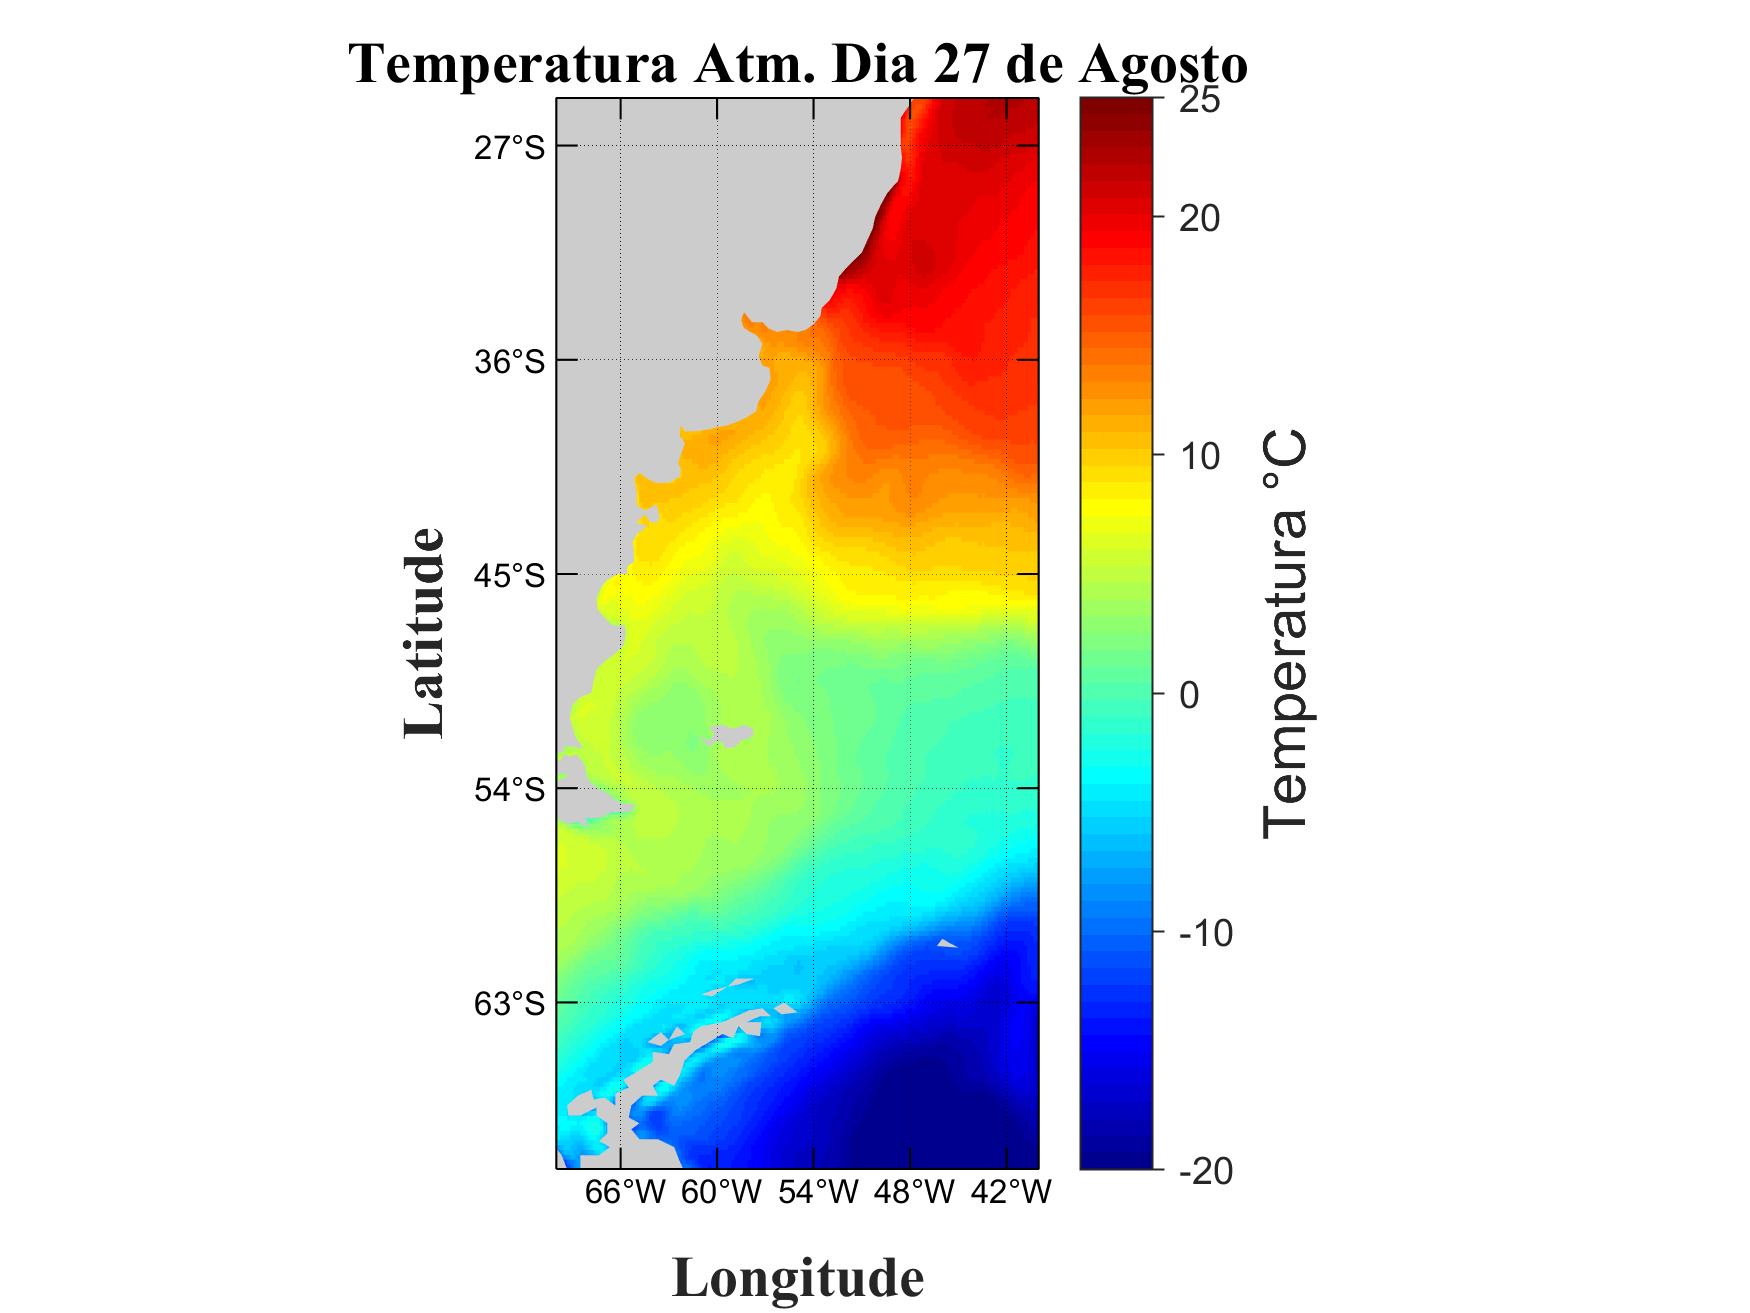 Temperatura Atm. Dia 27 de Agosto
27°S
36°S
45°S
54°S
63°S
Latitude
66°W 60°W 54°W 48°W 42°W
Longitude
25
20
10
0
-10
-20
Temperatura °C